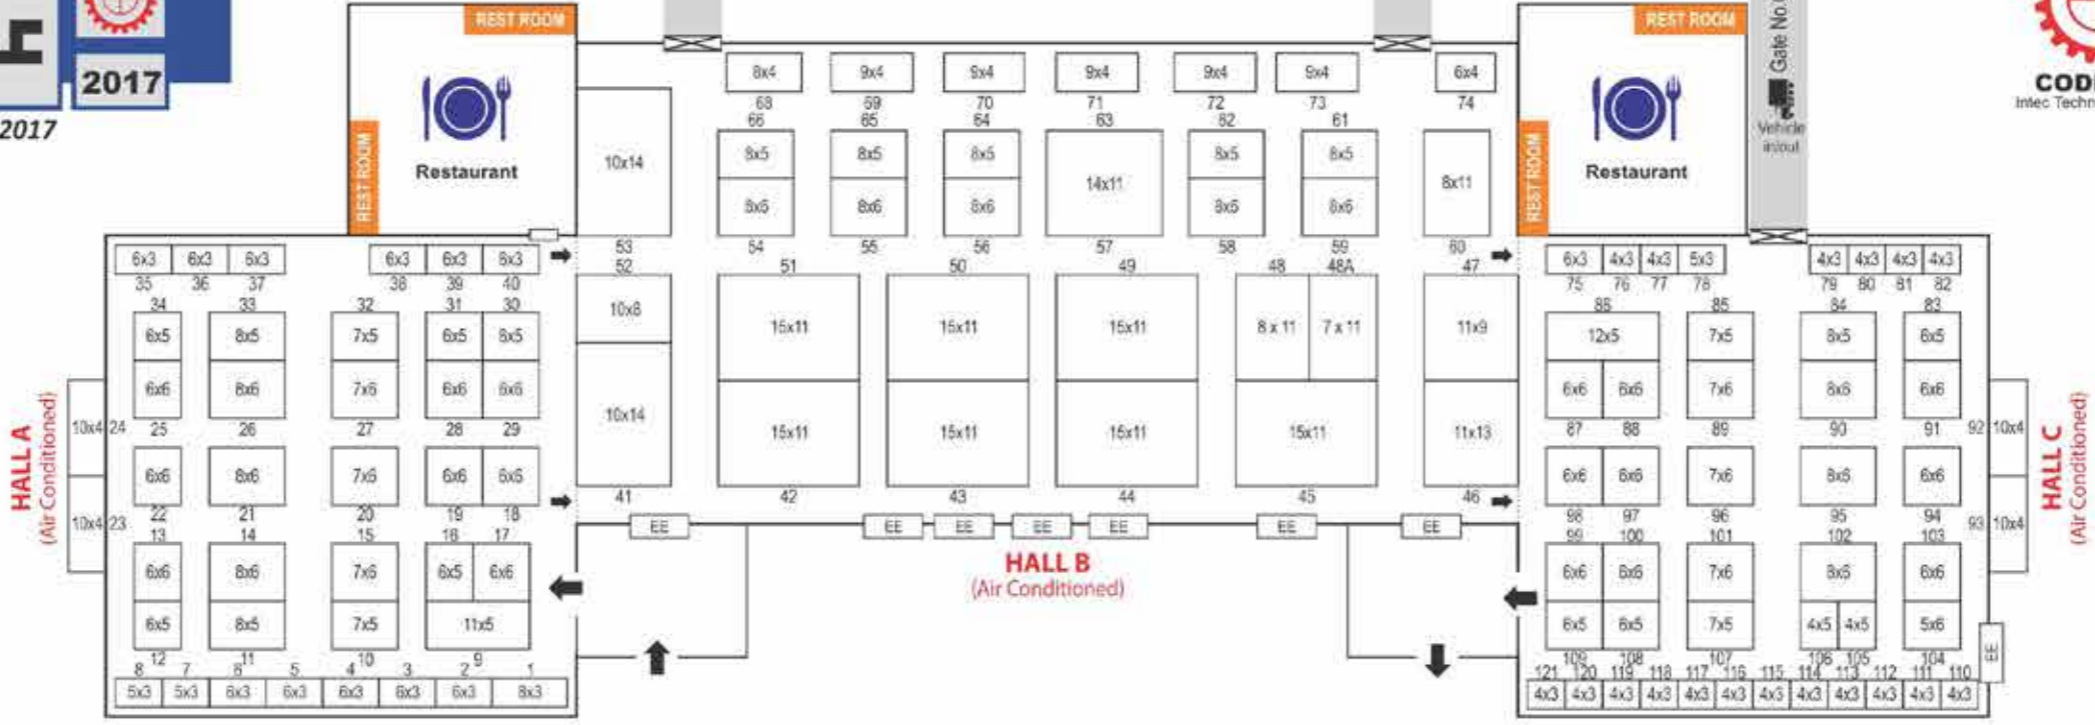 h
2017
2017
REST ROOM
REST ROOM
Restaurant
REST ROOM
REST ROOM
Restaurant
Gate No.
Vehicle
in/out
CODI
Intec Techn
8x4 9x4 9x4 9x4 9x4 9x4 6x4
68 69 70 71 72 73 74
66 65 64 63 62 61
10x14 8x5 8x5 8x5 14x11 8x5 8x5 8x11
8x6 8x6 8x6 8x5 8x6
53 54 55 56 57 58 59 60
52 51 50 49 48 48A 47
10x8 15x11 15x11 15x11 8 x 11 7 x 11 11x9
10x14 15x11 15x11 15x11 15x11 11x13
41 42 43 44 45 46
EE EE EE EE EE EE EE
HALL B
(Air Conditioned)
HALL A
(Air Conditioned)
10x4 24
10x4 23
6x3 6x3 6x3 6x3 6x3 6x3
35 36 37 38 39 40
34 33 32 31 30
6x5 8x5 7x5 6x5 6x5
6x6 8x6 7x6 6x6 6x6
25 26 27 28 29
6x6 8x6 7x6 6x6 6x6
22 21 20 19 18
13 14 15 16 17
6x6 8x6 7x6 6x5 6x6
6x5 8x5 7x5 11x5
12 11 10 9
8 7 6 5 4 3 2 1
5x3 5x3 6x3 6x3 6x3 6x3 6x3 8x3
6x3 4x3 4x3 5x3 4x3 4x3 4x3 4x3
75 76 77 78 79 80 81 82
86 85 84 83
12x5 7x5 8x5 6x5
6x6 6x6 7x6 8x6 6x6
87 88 89 90 91
6x6 6x6 7x6 8x6 6x6
98 97 96 95 94
99 100 101 102 103
6x6 6x6 7x6 8x6 6x6
6x5 6x5 7x5 4x5 4x5 5x6
109 108 107 106 105 104
121 120 119 118 117 116 115 114 113 112 111 110
4x3 4x3 4x3 4x3 4x3 4x3 4x3 4x3 4x3 4x3 4x3 4x3
92 10x4
93 10x4
EE
HALL C
(Air Conditioned)